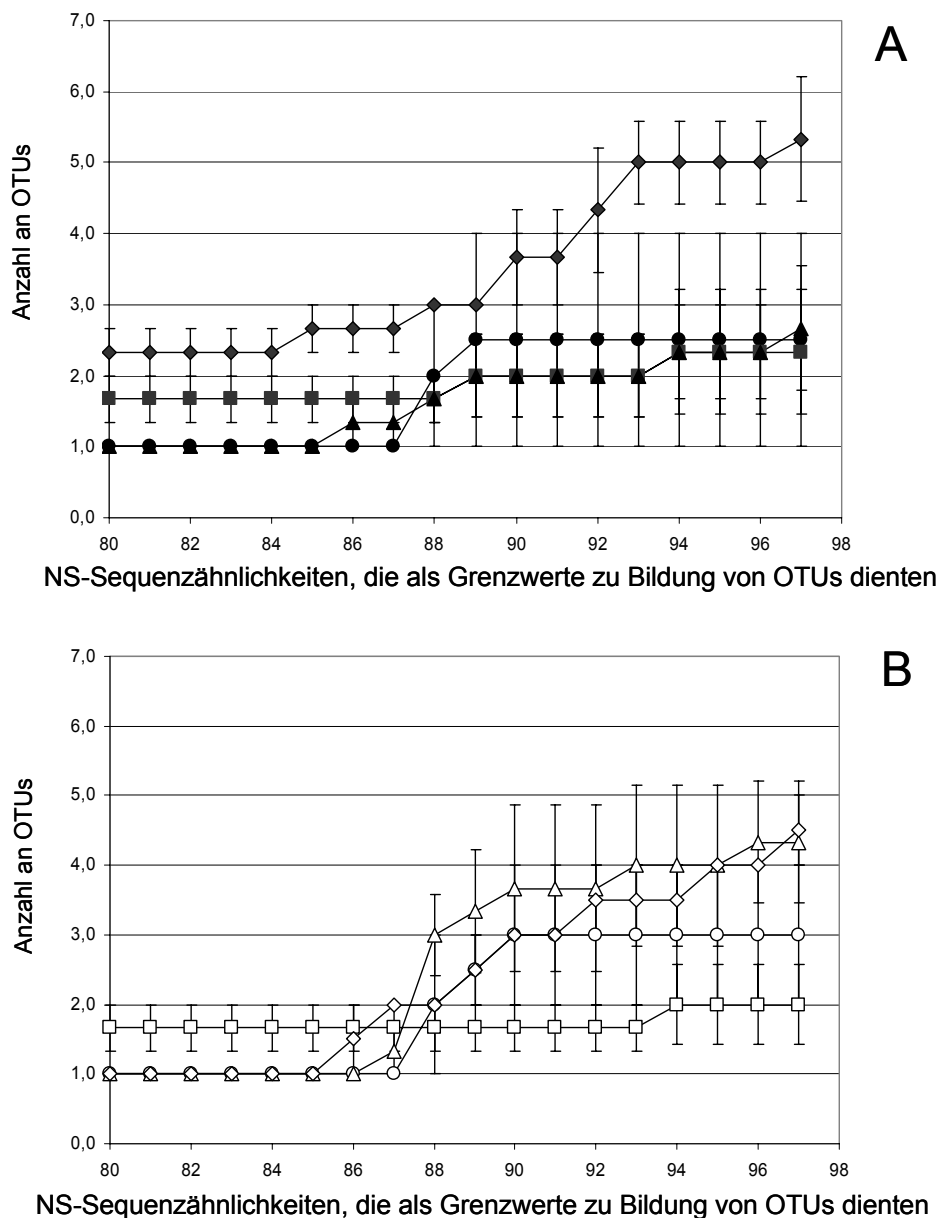 A
7,0
6,0
5,0
4,0
3,0
2,0
1,0
0,0
Anzahl an OTUs
80 82 84 86 88 90 92 94 96 98
NS-Sequenzähnlichkeiten, die als Grenzwerte zu Bildung von OTUs dienten
B
7,0
6,0
5,0
4,0
3,0
2,0
1,0
0,0
Anzahl an OTUs
80 82 84 86 88 90 92 94 96 98
NS-Sequenzähnlichkeiten, die als Grenzwerte zu Bildung von OTUs dienten